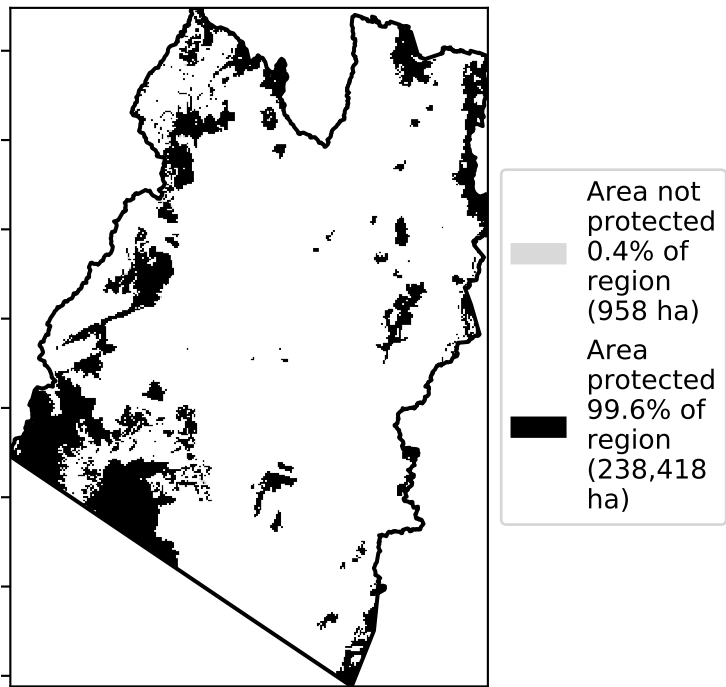 Area not
protected
0.4% of
region
(958 ha)
Area
protected
99.6% of
region
(238,418
ha)